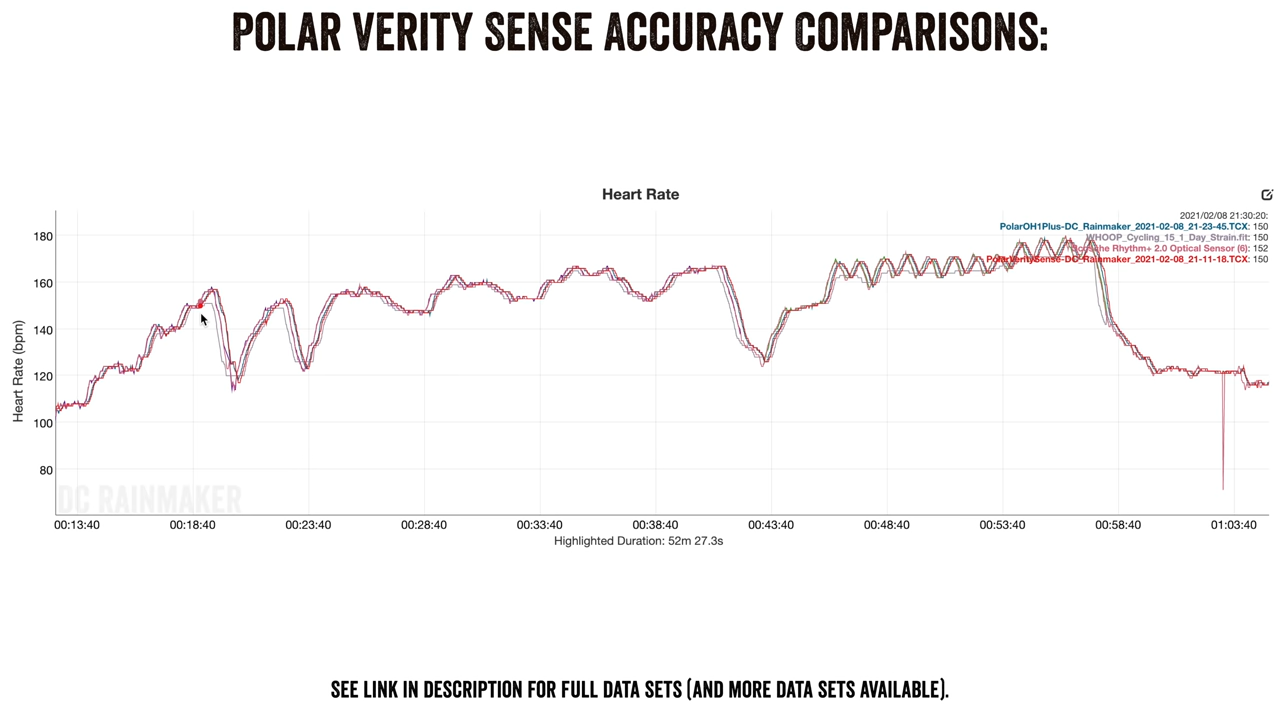 POLAR VERITY SENSE ACCURACY COMPARISONS:
Heart Rate
2021/02/08 21:30:20:
PolarOH1Plus-DC_Rainmaker_2021-02-08_21-23-45.TCX: 150
WHOOP_Cycling_15_1_Day_Strain.fit: 150
Rhythm+ 2.0 Optical Sensor (6): 152
PolarVeritySense-DC_Rainmaker_2021-02-08_21-11-18.TCX: 150
Heart Rate (bpm)
180
160
140
120
100
80
DC RAINMAKER
00:13:40 00:18:40 00:23:40 00:28:40 00:33:40 00:38:40 00:43:40 00:48:40 00:53:40 00:58:40 01:03:40
Highlighted Duration: 52m 27.3s
SEE LINK IN DESCRIPTION FOR FULL DATA SETS (AND MORE DATA SETS AVAILABLE).